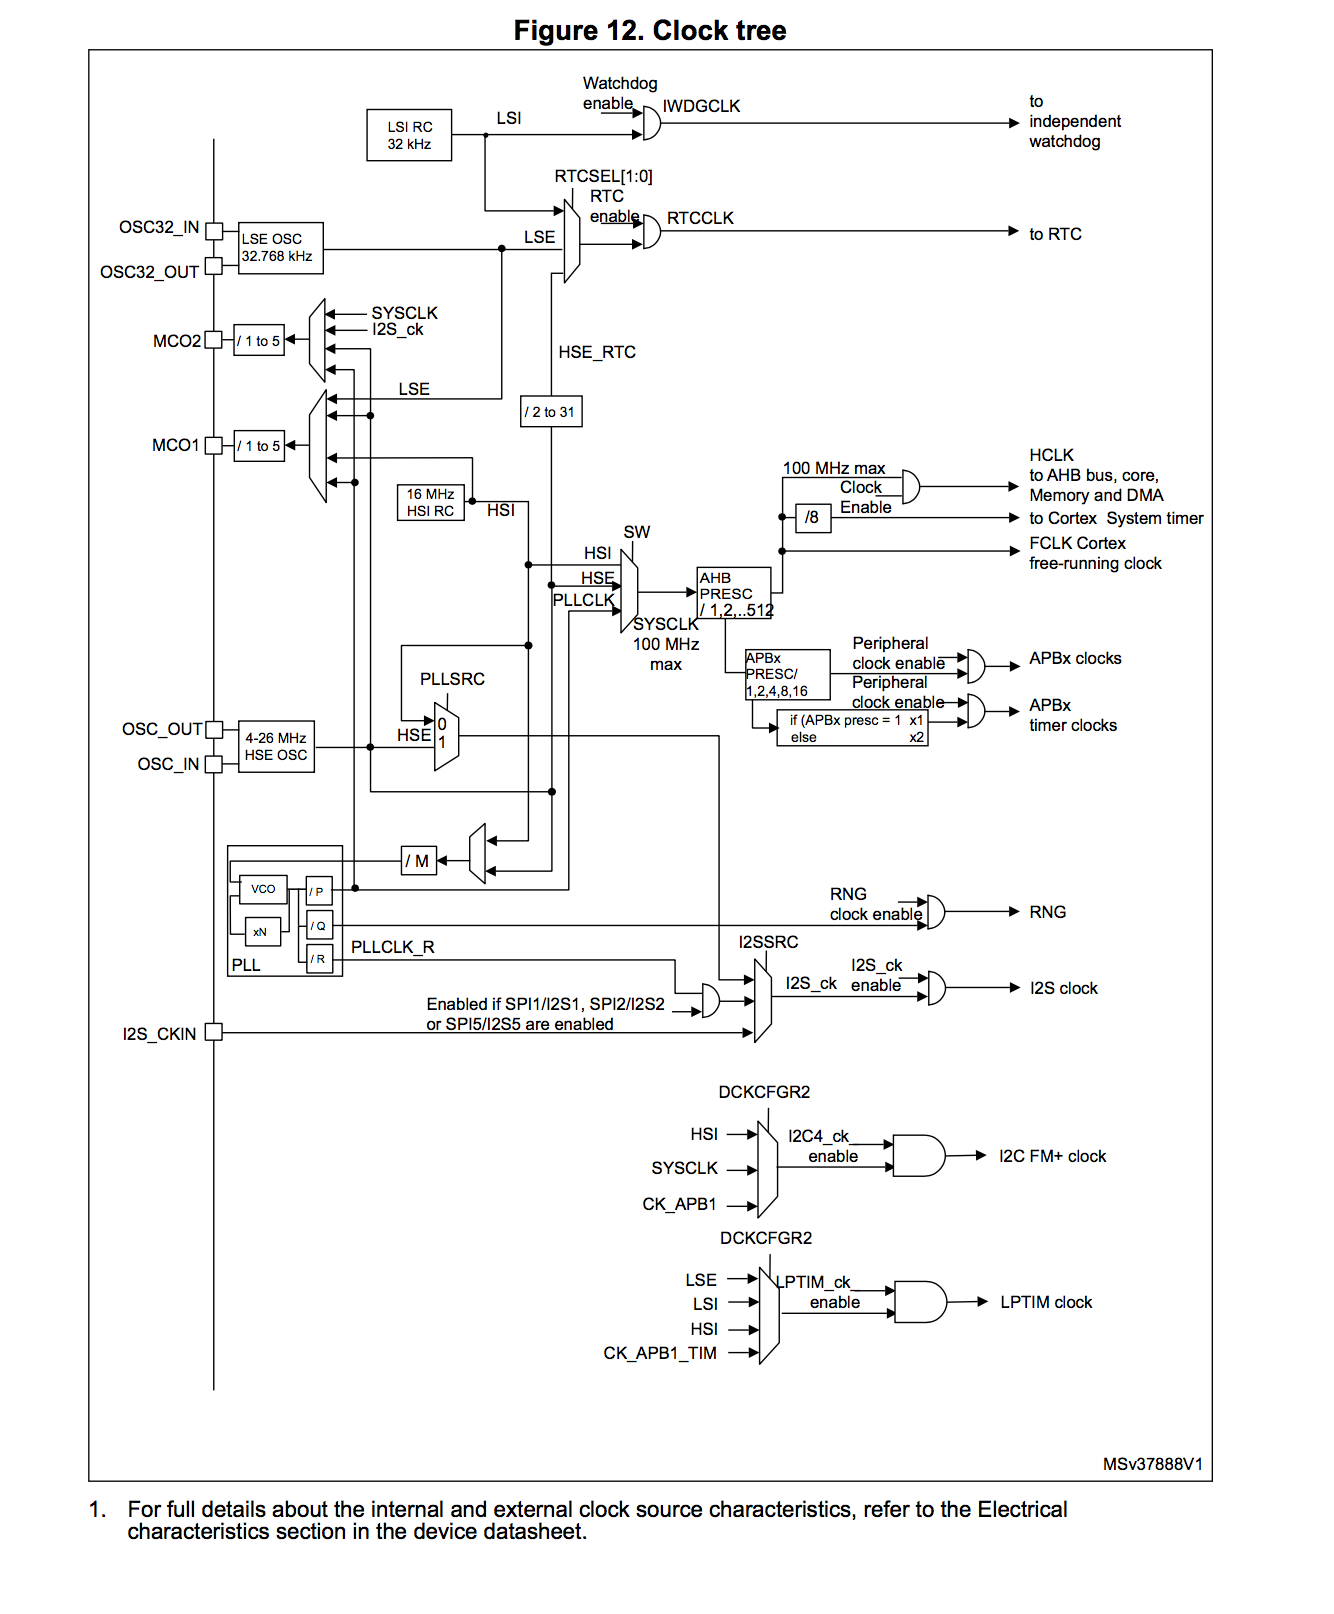 Figure 12. Clock tree
Watchdog
enable
IWDGCLK
to
independent
watchdog
LSI RC
32 kHz
LSI
RTCSEL[1:0]
RTC
enable
RTCCLK
to RTC
OSC32_IN
OSC32_OUT
LSE OSC
32.768 kHz
LSE
MCO2
/ 1 to 5
SYSCLK
I2S_ck
HSE_RTC
LSE
/ 2 to 31
MCO1
/ 1 to 5
16 MHz
HSI RC
HSI
100 MHz max
Clock
Enable
/8
HCLK
to AHB bus, core,
Memory and DMA
to Cortex System timer
FCLK Cortex
free-running clock
SW
HSI
HSE
PLLCLK
SYSCLK
100 MHz
max
AHB
PRESC
/ 1,2,..512
APBx
PRESC/
1,2,4,8,16
Peripheral
clock enable
APBx clocks
Peripheral
clock enable
if (APBx presc = 1 x1
else x2
APBx
timer clocks
PLLSRC
0
1
HSE
OSC_OUT
OSC_IN
4-26 MHz
HSE OSC
/ M
VCO
xN
/ P
/ Q
/ R
PLL
PLLCLK_R
RNG
clock enable
RNG
I2SSRC
I2S_ck
I2S_ck
enable
I2S clock
Enabled if SPI1/I2S1, SPI2/I2S2
or SPI5/I2S5 are enabled
I2S_CKIN
DCKCFGR2
HSI
SYSCLK
CK_APB1
I2C4_ck
enable
I2C FM+ clock
DCKCFGR2
LSE
LSI
HSI
CK_APB1_TIM
LPTIM_ck
enable
LPTIM clock
MSv37888V1
1. For full details about the internal and external clock source characteristics, refer to the Electrical
characteristics section in the device datasheet.